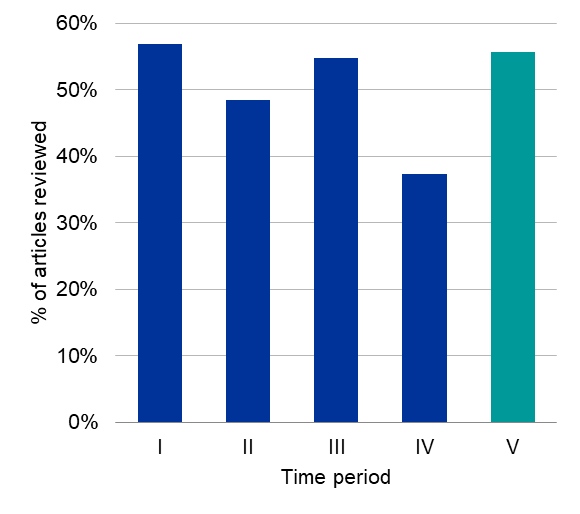 60%
50%
40%
30%
20%
10%
0%
% of articles reviewed
I II III IV V
Time period